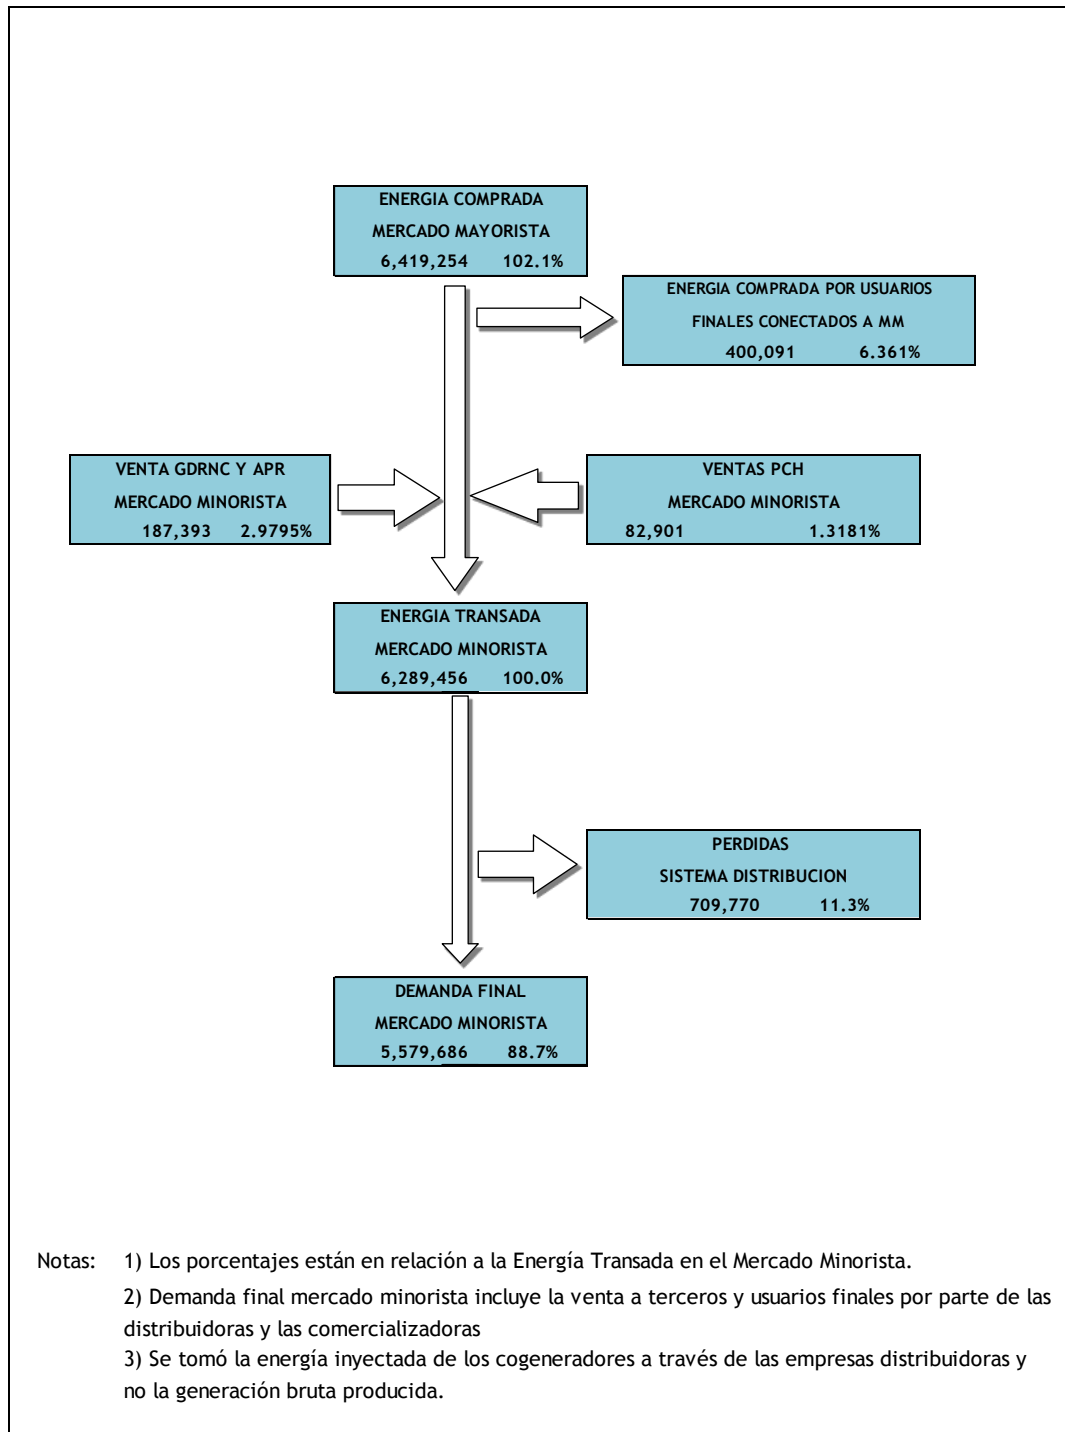 ENERGIA COMPRADA
MERCADO MAYORISTA
6,419,254 102.1%
ENERGIA COMPRADA POR USUARIOS
FINALES CONECTADOS A MM
400,091 6.361%
VENTA GDRNC Y APR
MERCADO MINORISTA
187,393 2.9795%
VENTAS PCH
MERCADO MINORISTA
82,901 1.3181%
ENERGIA TRANSADA
MERCADO MINORISTA
6,289,456 100.0%
PERDIDAS
SISTEMA DISTRIBUCION
709,770 11.3%
DEMANDA FINAL
MERCADO MINORISTA
5,579,686 88.7%
Notas: 1) Los porcentajes están en relación a la Energía Transada en el Mercado Minorista.
2) Demanda final mercado minorista incluye la venta a terceros y usuarios finales por parte de las
distribuidoras y las comercializadoras
3) Se tomó la energía inyectada de los cogeneradores a través de las empresas distribuidoras y
no la generación bruta producida.